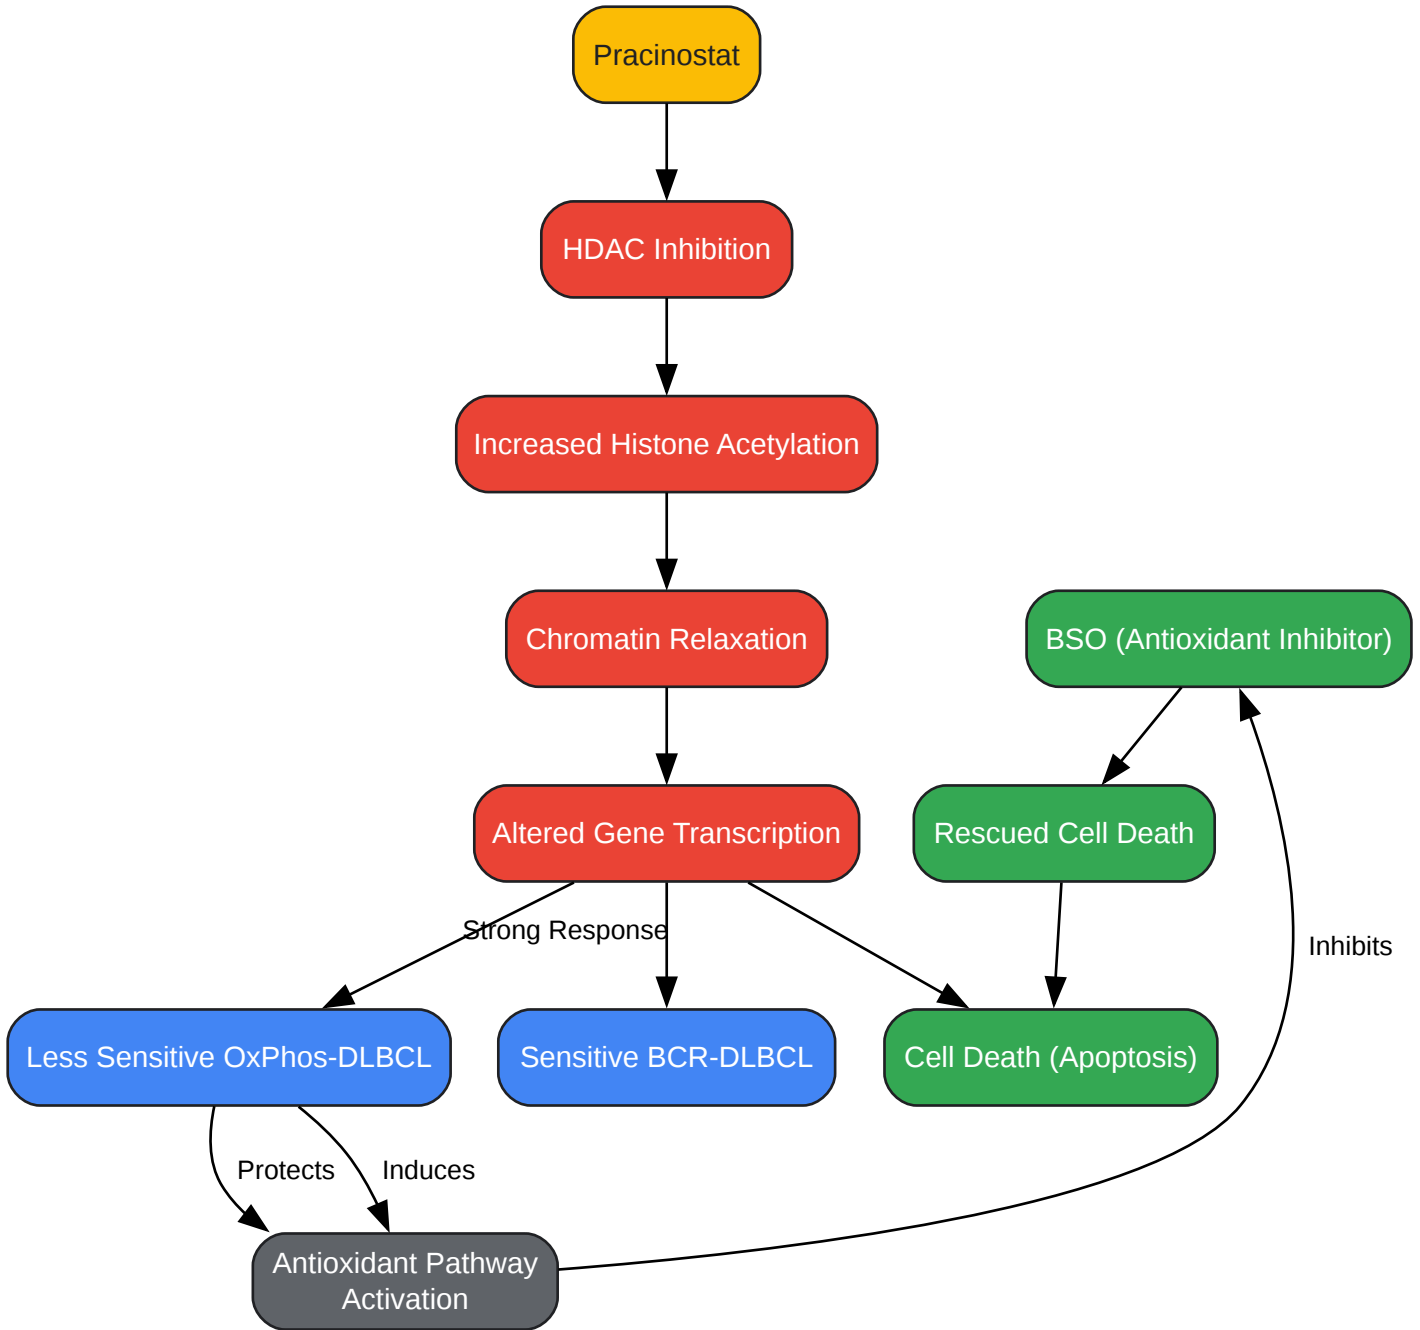 Pracinostat
HDAC Inhibition
Increased Histone Acetylation
Chromatin Relaxation
BSO (Antioxidant Inhibitor)
Altered Gene Transcription
Rescued Cell Death
Strong Response
Inhibits
Less Sensitive OxPhos-DLBCL
Sensitive BCR-DLBCL
Cell Death (Apoptosis)
Protects
Induces
Antioxidant Pathway
Activation